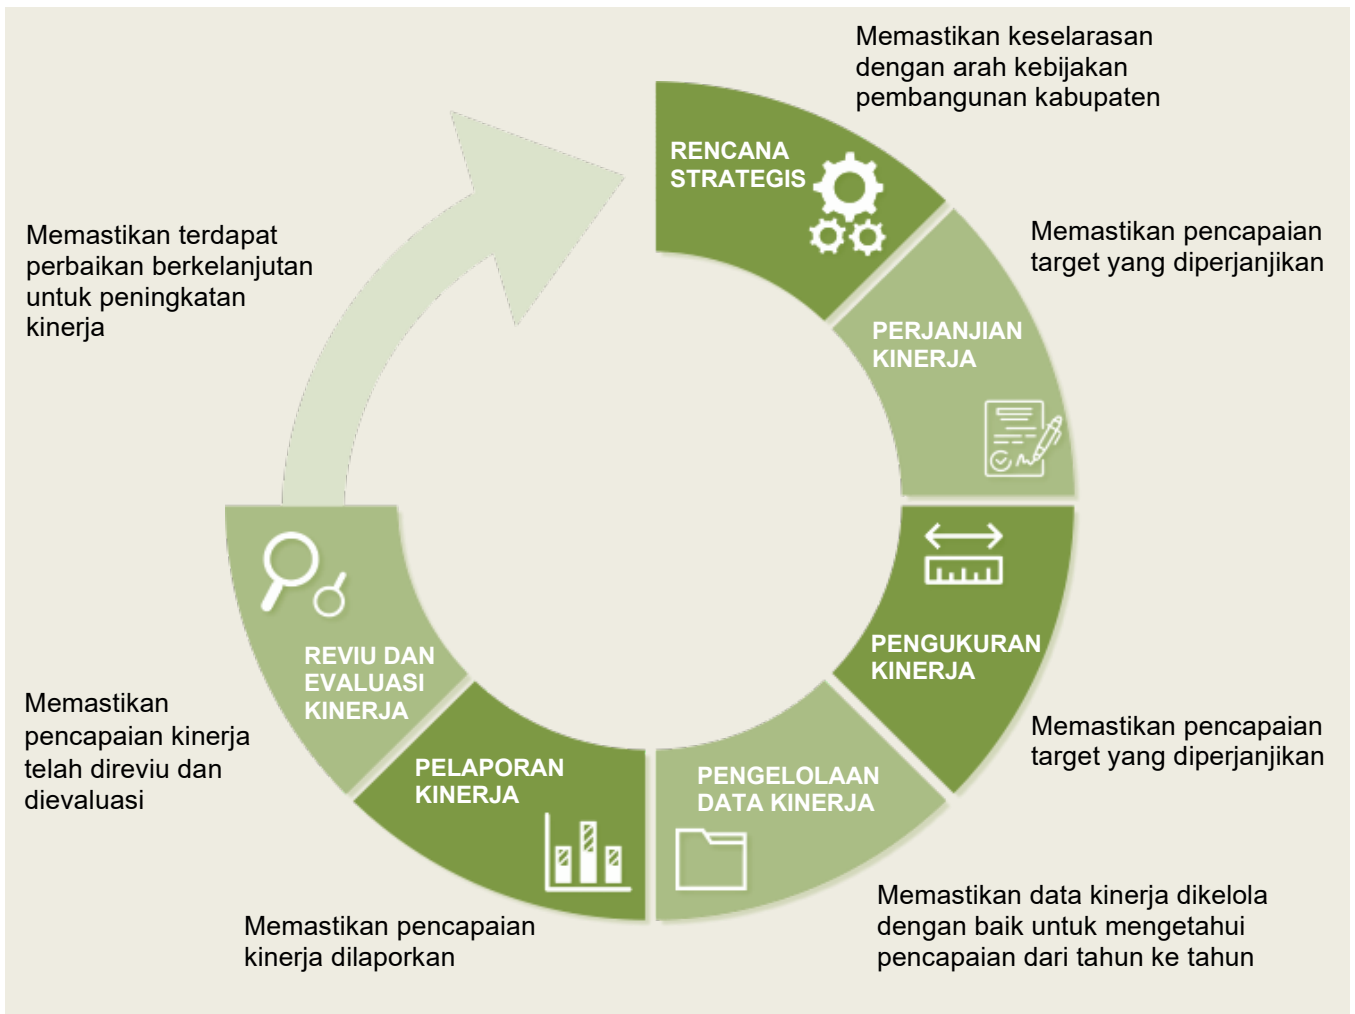 Memastikan keselarasan
dengan arah kebijakan
pembangunan kabupaten
RENCANA
STRATEGIS
Memastikan pencapaian
target yang diperjanjikan
PERJANJIAN
KINERJA
PENGUKURAN
KINERJA
Memastikan pencapaian
target yang diperjanjikan
PENGELOLAAN
DATA KINERJA
Memastikan data kinerja dikelola
dengan baik untuk mengetahui
pencapaian dari tahun ke tahun
PELAPORAN
KINERJA
Memastikan pencapaian
kinerja dilaporkan
REVIU DAN
EVALUASI
KINERJA
Memastikan
pencapaian kinerja
telah direviu dan
dievaluasi
Memastikan terdapat
perbaikan berkelanjutan
untuk peningkatan
kinerja